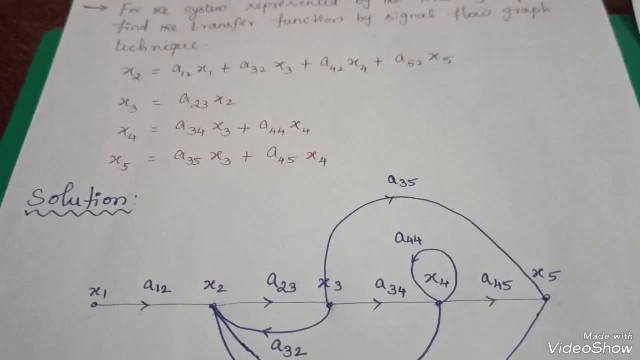 → For the system represented by the
find the transfer function by signal flow graph
technique.
x₂ = a₁₂x₁ + a₃₂ x₃ + a₄₂ x₄ + a₅₂ x₅
x₃ = a₂₃ x₂
x₄ = a₃₄ x₃ + a₄₄ x₄
x₅ = a₃₅ x₃ + a₄₅ x₄
Solution:
a₃₅
a₄₄
x₁ a₁₂ x₂ a₂₃ x₃ a₃₄ x₄ a₄₅ x₅
a₃₂
Made with
VideoShow